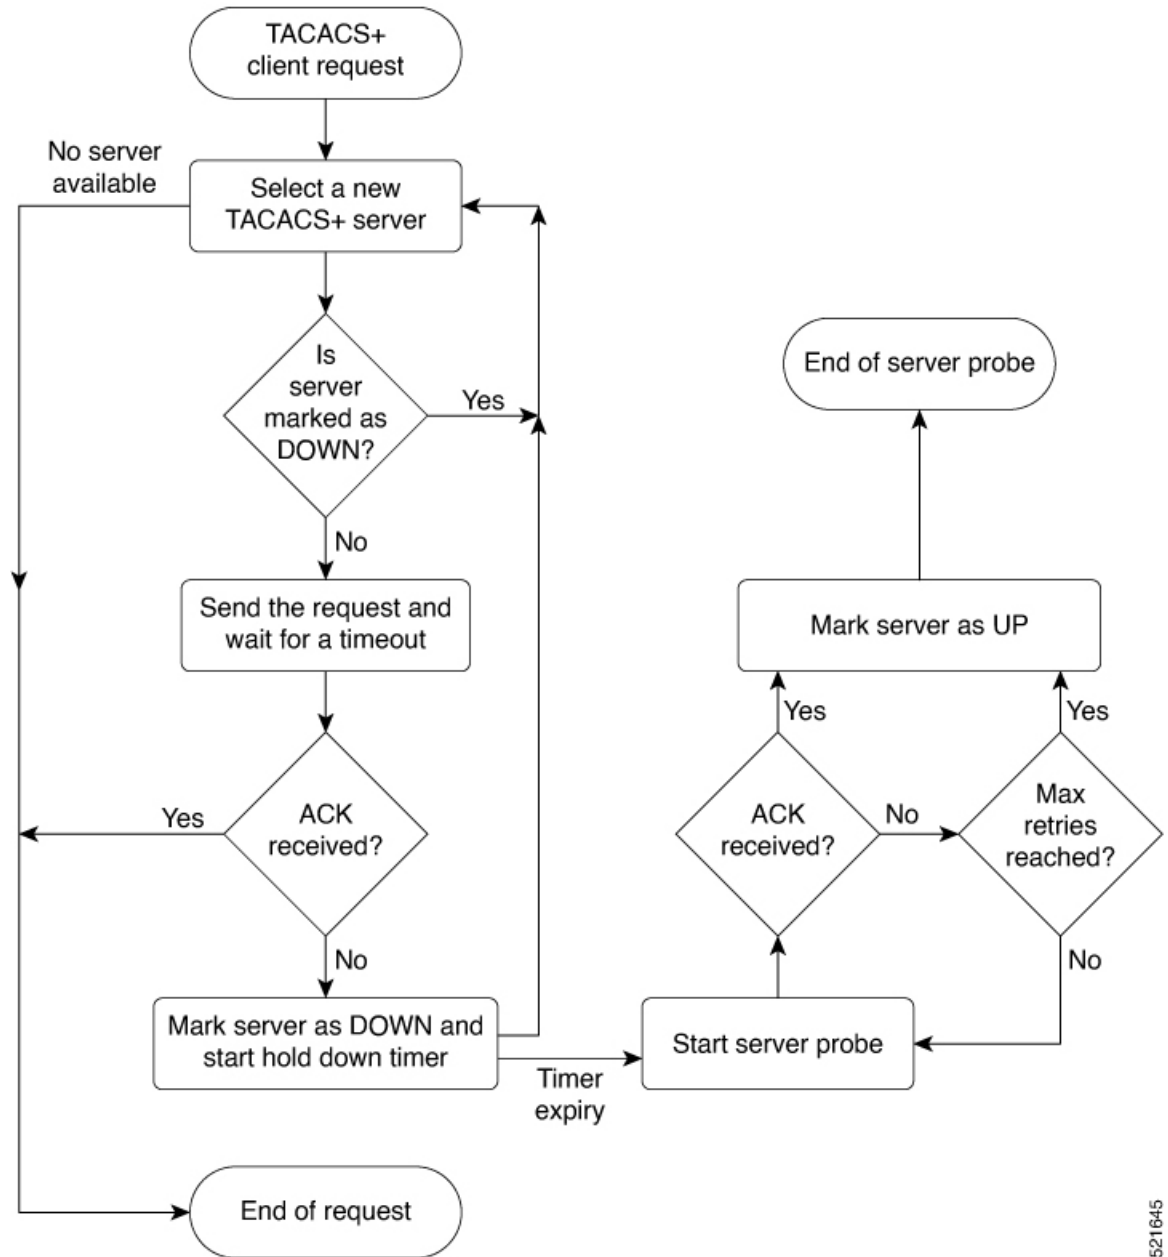 TACACS+
client request
No server
available
Select a new
TACACS+ server
Is
server
marked as
DOWN?
Yes
No
Send the request and
wait for a timeout
ACK
received?
Yes
No
Mark server as DOWN and
start hold down timer
Timer
expiry
End of request
End of server probe
Mark server as UP
Yes
Yes
ACK
received?
No
Max
retries
reached?
No
Start server probe
521645